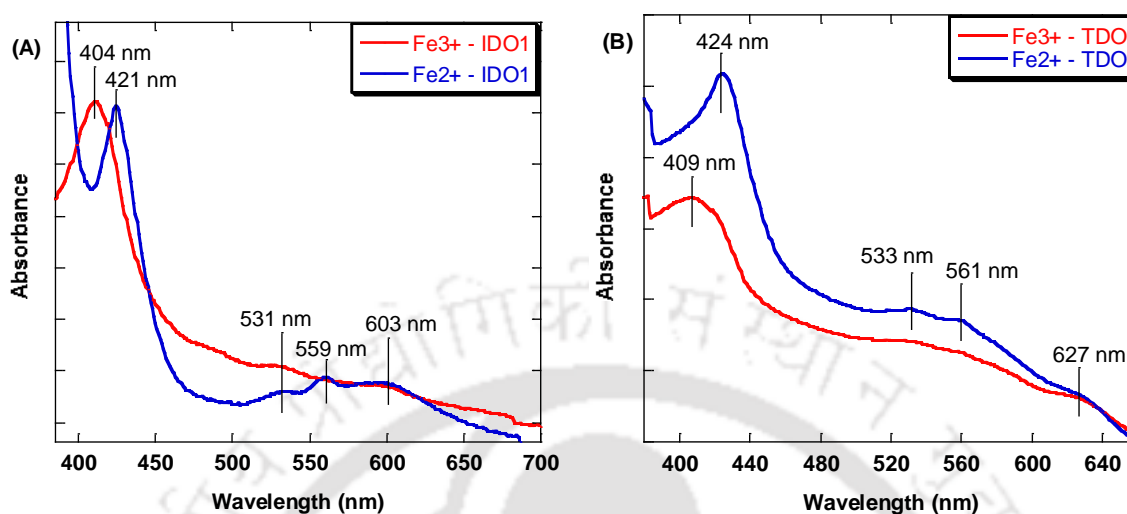 (A)
404 nm
421 nm
Fe3+ - IDO1
Fe2+ - IDO1
531 nm
559 nm
603 nm
Absorbance
400 450 500 550 600 650 700
Wavelength (nm)
(B)
424 nm
Fe3+ - TDO
Fe2+ - TDO
409 nm
533 nm
561 nm
627 nm
Absorbance
400 440 480 520 560 600 640
Wavelength (nm)